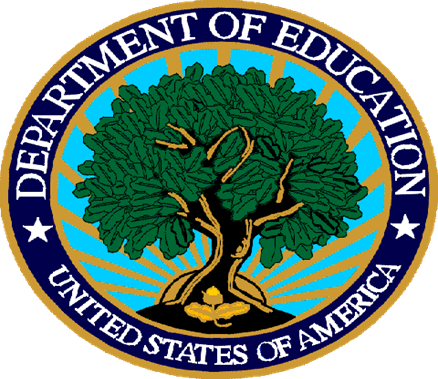 DEPARTMENT OF EDUCATION
UNITED STATES OF AMERICA